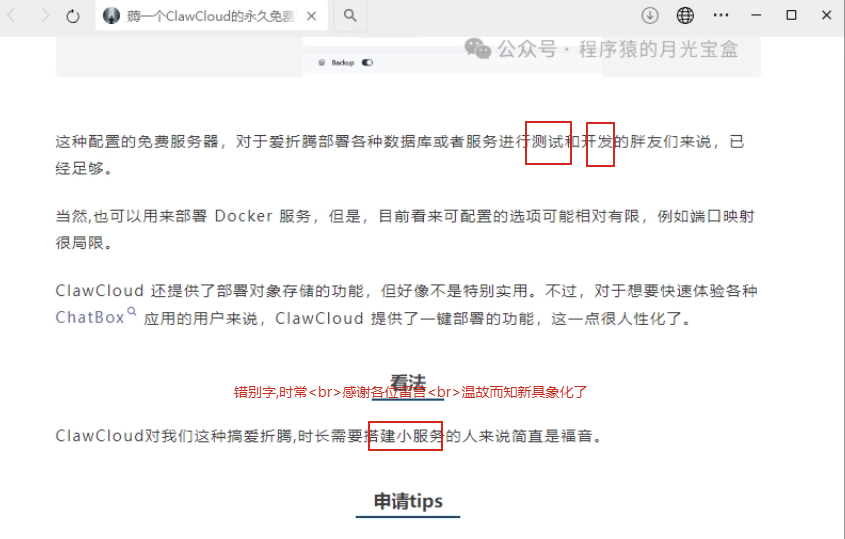 薅一个ClawCloud的永久免费
公众号 · 程序猿的月光宝盒
Backup
这种配置的免费服务器，对于爱折腾部署各种数据库或者服务进行测试和开发的胖友们来说，已
经足够。
当然,也可以用来部署 Docker 服务，但是，目前看来可配置的选项可能相对有限，例如端口映射
很局限。
ClawCloud 还提供了部署对象存储的功能，但好像不是特别实用。不过，对于想要快速体验各种
ChatBox 应用的用户来说，ClawCloud 提供了一键部署的功能，这一点很人性化了。
看法
错别字,时常<br>感谢各位留言<br>温故而知新具象化了
ClawCloud对我们这种搞爱折腾,时长需要搭建小服务的人来说简直是福音。
申请tips